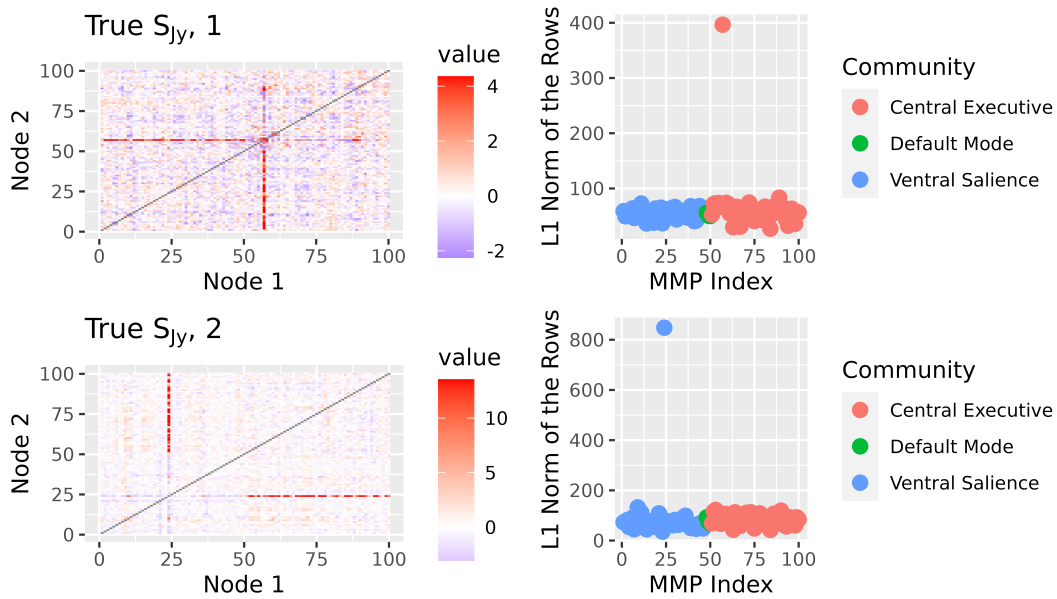 True S_Jy, 1
100
75
50
25
0
Node 2
0 25 50 75 100
Node 1
value
4
2
0
-2
L1 Norm of the Rows
400
300
200
100
0 25 50 75 100
MMP Index
Community
Central Executive
Default Mode
Ventral Salience
True S_Jy, 2
100
75
50
25
0
Node 2
0 25 50 75 100
Node 1
value
10
5
0
L1 Norm of the Rows
800
600
400
200
0
0 25 50 75 100
MMP Index
Community
Central Executive
Default Mode
Ventral Salience